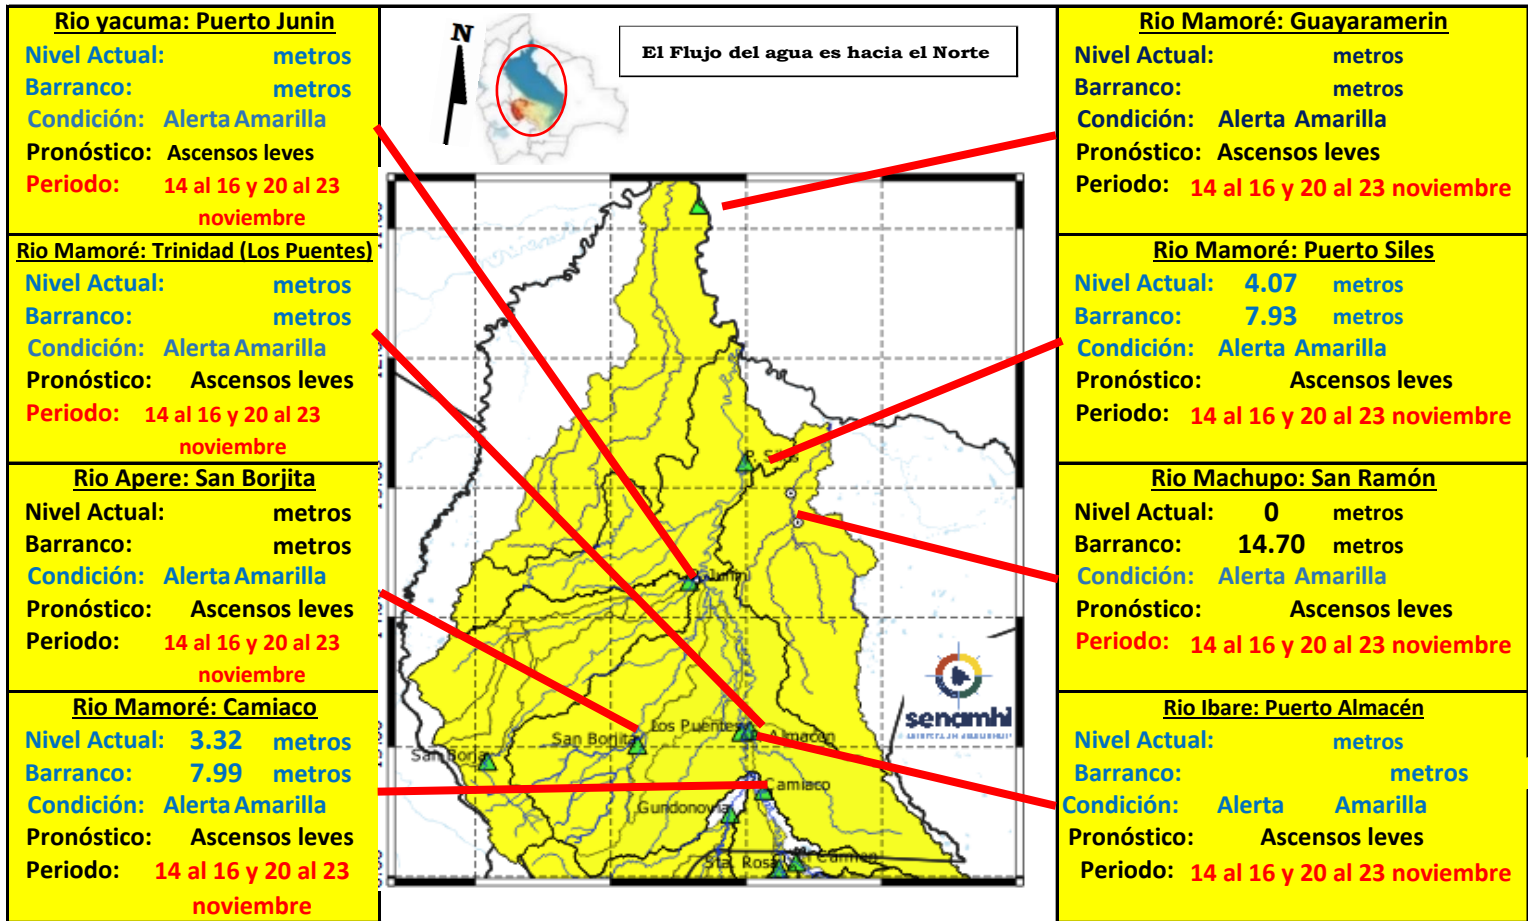 Rio yacuma: Puerto Junin
Nivel Actual: metros
Barranco: metros
Condición: Alerta Amarilla
Pronóstico: Ascensos leves
Periodo: 14 al 16 y 20 al 23
noviembre
Rio Mamoré: Trinidad (Los Puentes)
Nivel Actual: metros
Barranco: metros
Condición: Alerta Amarilla
Pronóstico: Ascensos leves
Periodo: 14 al 16 y 20 al 23
noviembre
Rio Apere: San Borjita
Nivel Actual: metros
Barranco: metros
Condición: Alerta Amarilla
Pronóstico: Ascensos leves
Periodo: 14 al 16 y 20 al 23
noviembre
Rio Mamoré: Camiaco
Nivel Actual: 3.32 metros
Barranco: 7.99 metros
Condición: Alerta Amarilla
Pronóstico: Ascensos leves
Periodo: 14 al 16 y 20 al 23
noviembre
N
El Flujo del agua es hacia el Norte
P. Siles
Junini
Los Puentes
P. Almacen
San Borjita
San Borja
Camiaco
Gundonovia
Sta. Rosa
Carmen
senamhi
Rio Mamoré: Guayaramerin
Nivel Actual: metros
Barranco: metros
Condición: Alerta Amarilla
Pronóstico: Ascensos leves
Periodo: 14 al 16 y 20 al 23 noviembre
Rio Mamoré: Puerto Siles
Nivel Actual: 4.07 metros
Barranco: 7.93 metros
Condición: Alerta Amarilla
Pronóstico: Ascensos leves
Periodo: 14 al 16 y 20 al 23 noviembre
Rio Machupo: San Ramón
Nivel Actual: 0 metros
Barranco: 14.70 metros
Condición: Alerta Amarilla
Pronóstico: Ascensos leves
Periodo: 14 al 16 y 20 al 23 noviembre
Rio Ibare: Puerto Almacén
Nivel Actual: metros
Barranco: metros
Condición: Alerta Amarilla
Pronóstico: Ascensos leves
Periodo: 14 al 16 y 20 al 23 noviembre